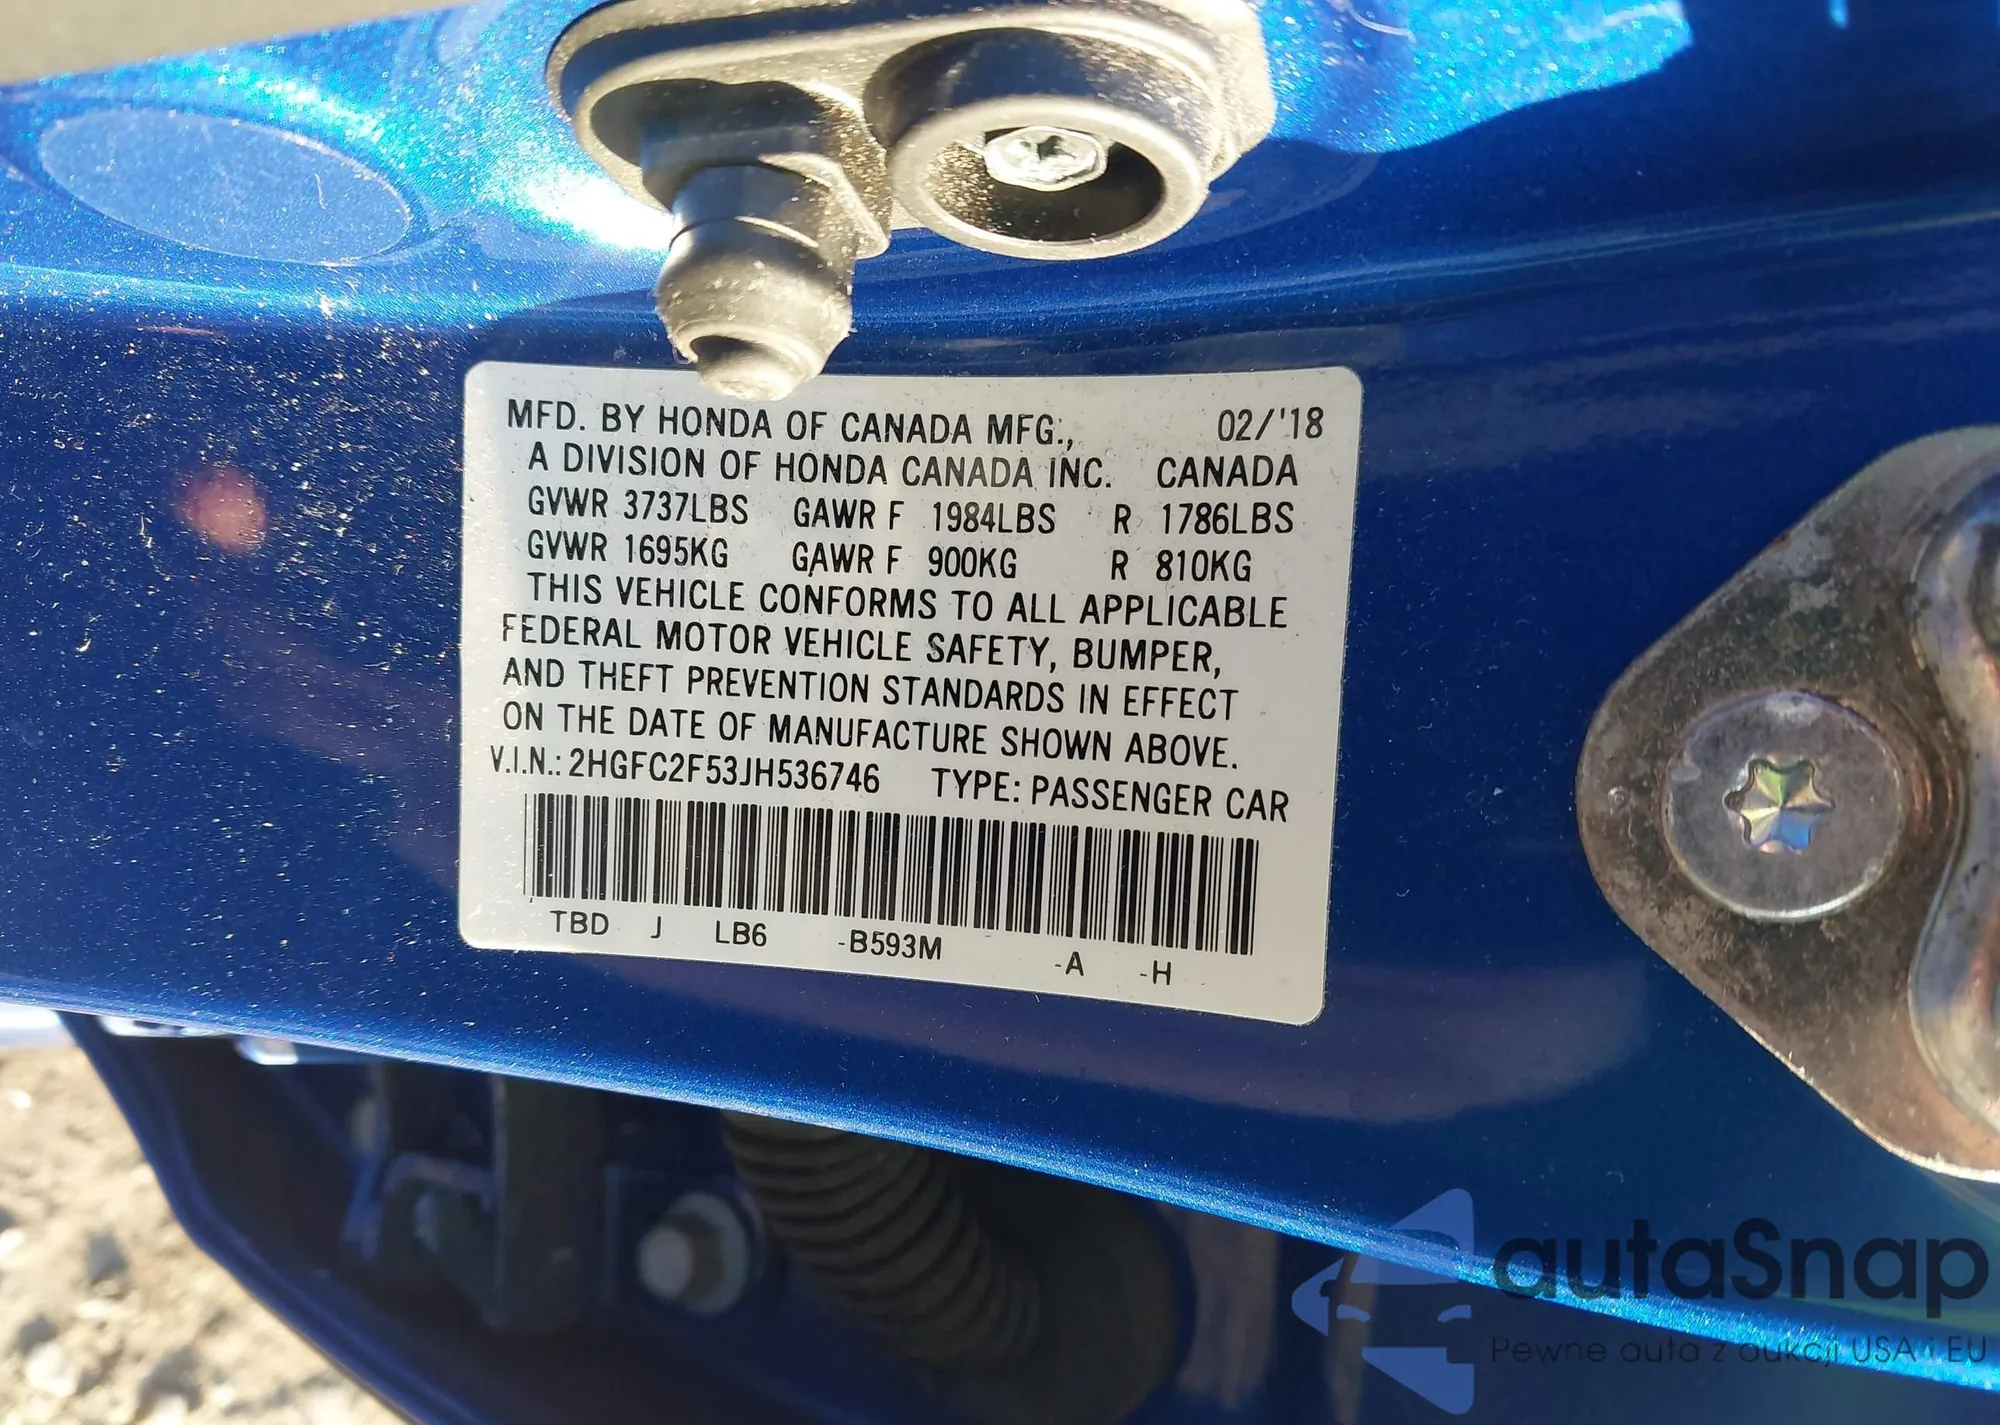 MFD. BY HONDA OF CANADA MFG., 02/'18
A DIVISION OF HONDA CANADA INC. CANADA
GVWR 3737LBS GAWR F 1984LBS R 1786LBS
GVWR 1695KG GAWR F 900KG R 810KG
THIS VEHICLE CONFORMS TO ALL APPLICABLE
FEDERAL MOTOR VEHICLE SAFETY, BUMPER,
AND THEFT PREVENTION STANDARDS IN EFFECT
ON THE DATE OF MANUFACTURE SHOWN ABOVE.
V.I.N.: 2HGFC2F53JH536746 TYPE: PASSENGER CAR
TBD J LB6 -B593M -A -H
autaSnap
Pewne auta z aukcji USA i EU